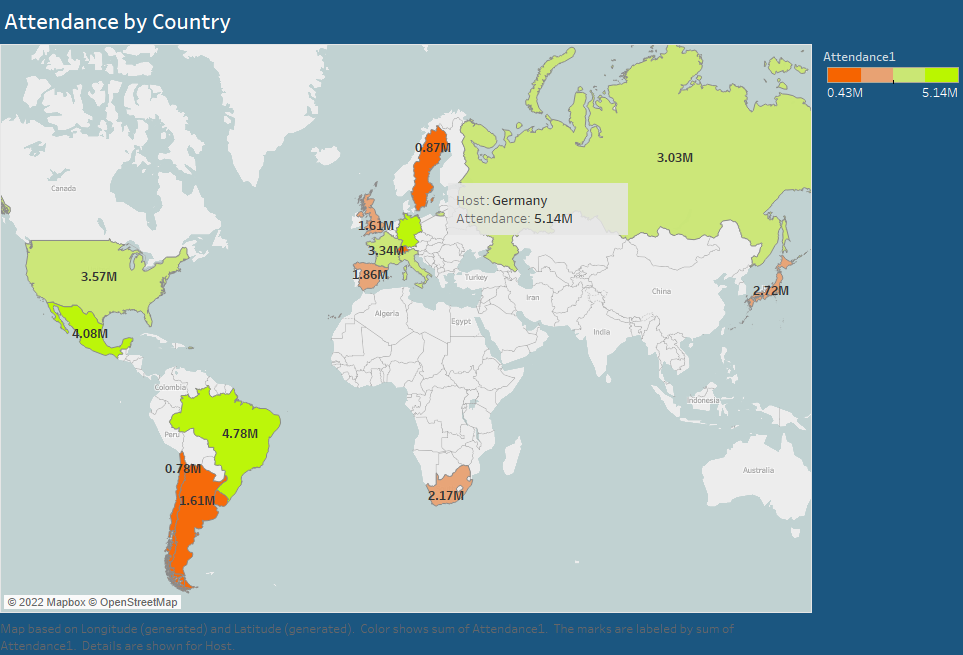 Attendance by Country
Attendance1
0.43M
5.14M
0.87M
3.03M
Canada
Host: Germany
Attendance: 5.14M
1.61M
3.34M
3.57M
1.86M
Turkey
Iran
China
2.72M
4.08M
Algeria
Egypt
India
Colombia
Indonesia
Peru
4.78M
0.78M
Australia
1.61M
2.17M
© 2022 Mapbox © OpenStreetMap
Map based on Longitude (generated) and Latitude (generated).  Color shows sum of Attendance1.  The marks are labeled by sum of
Attendance1.  Details are shown for Host.